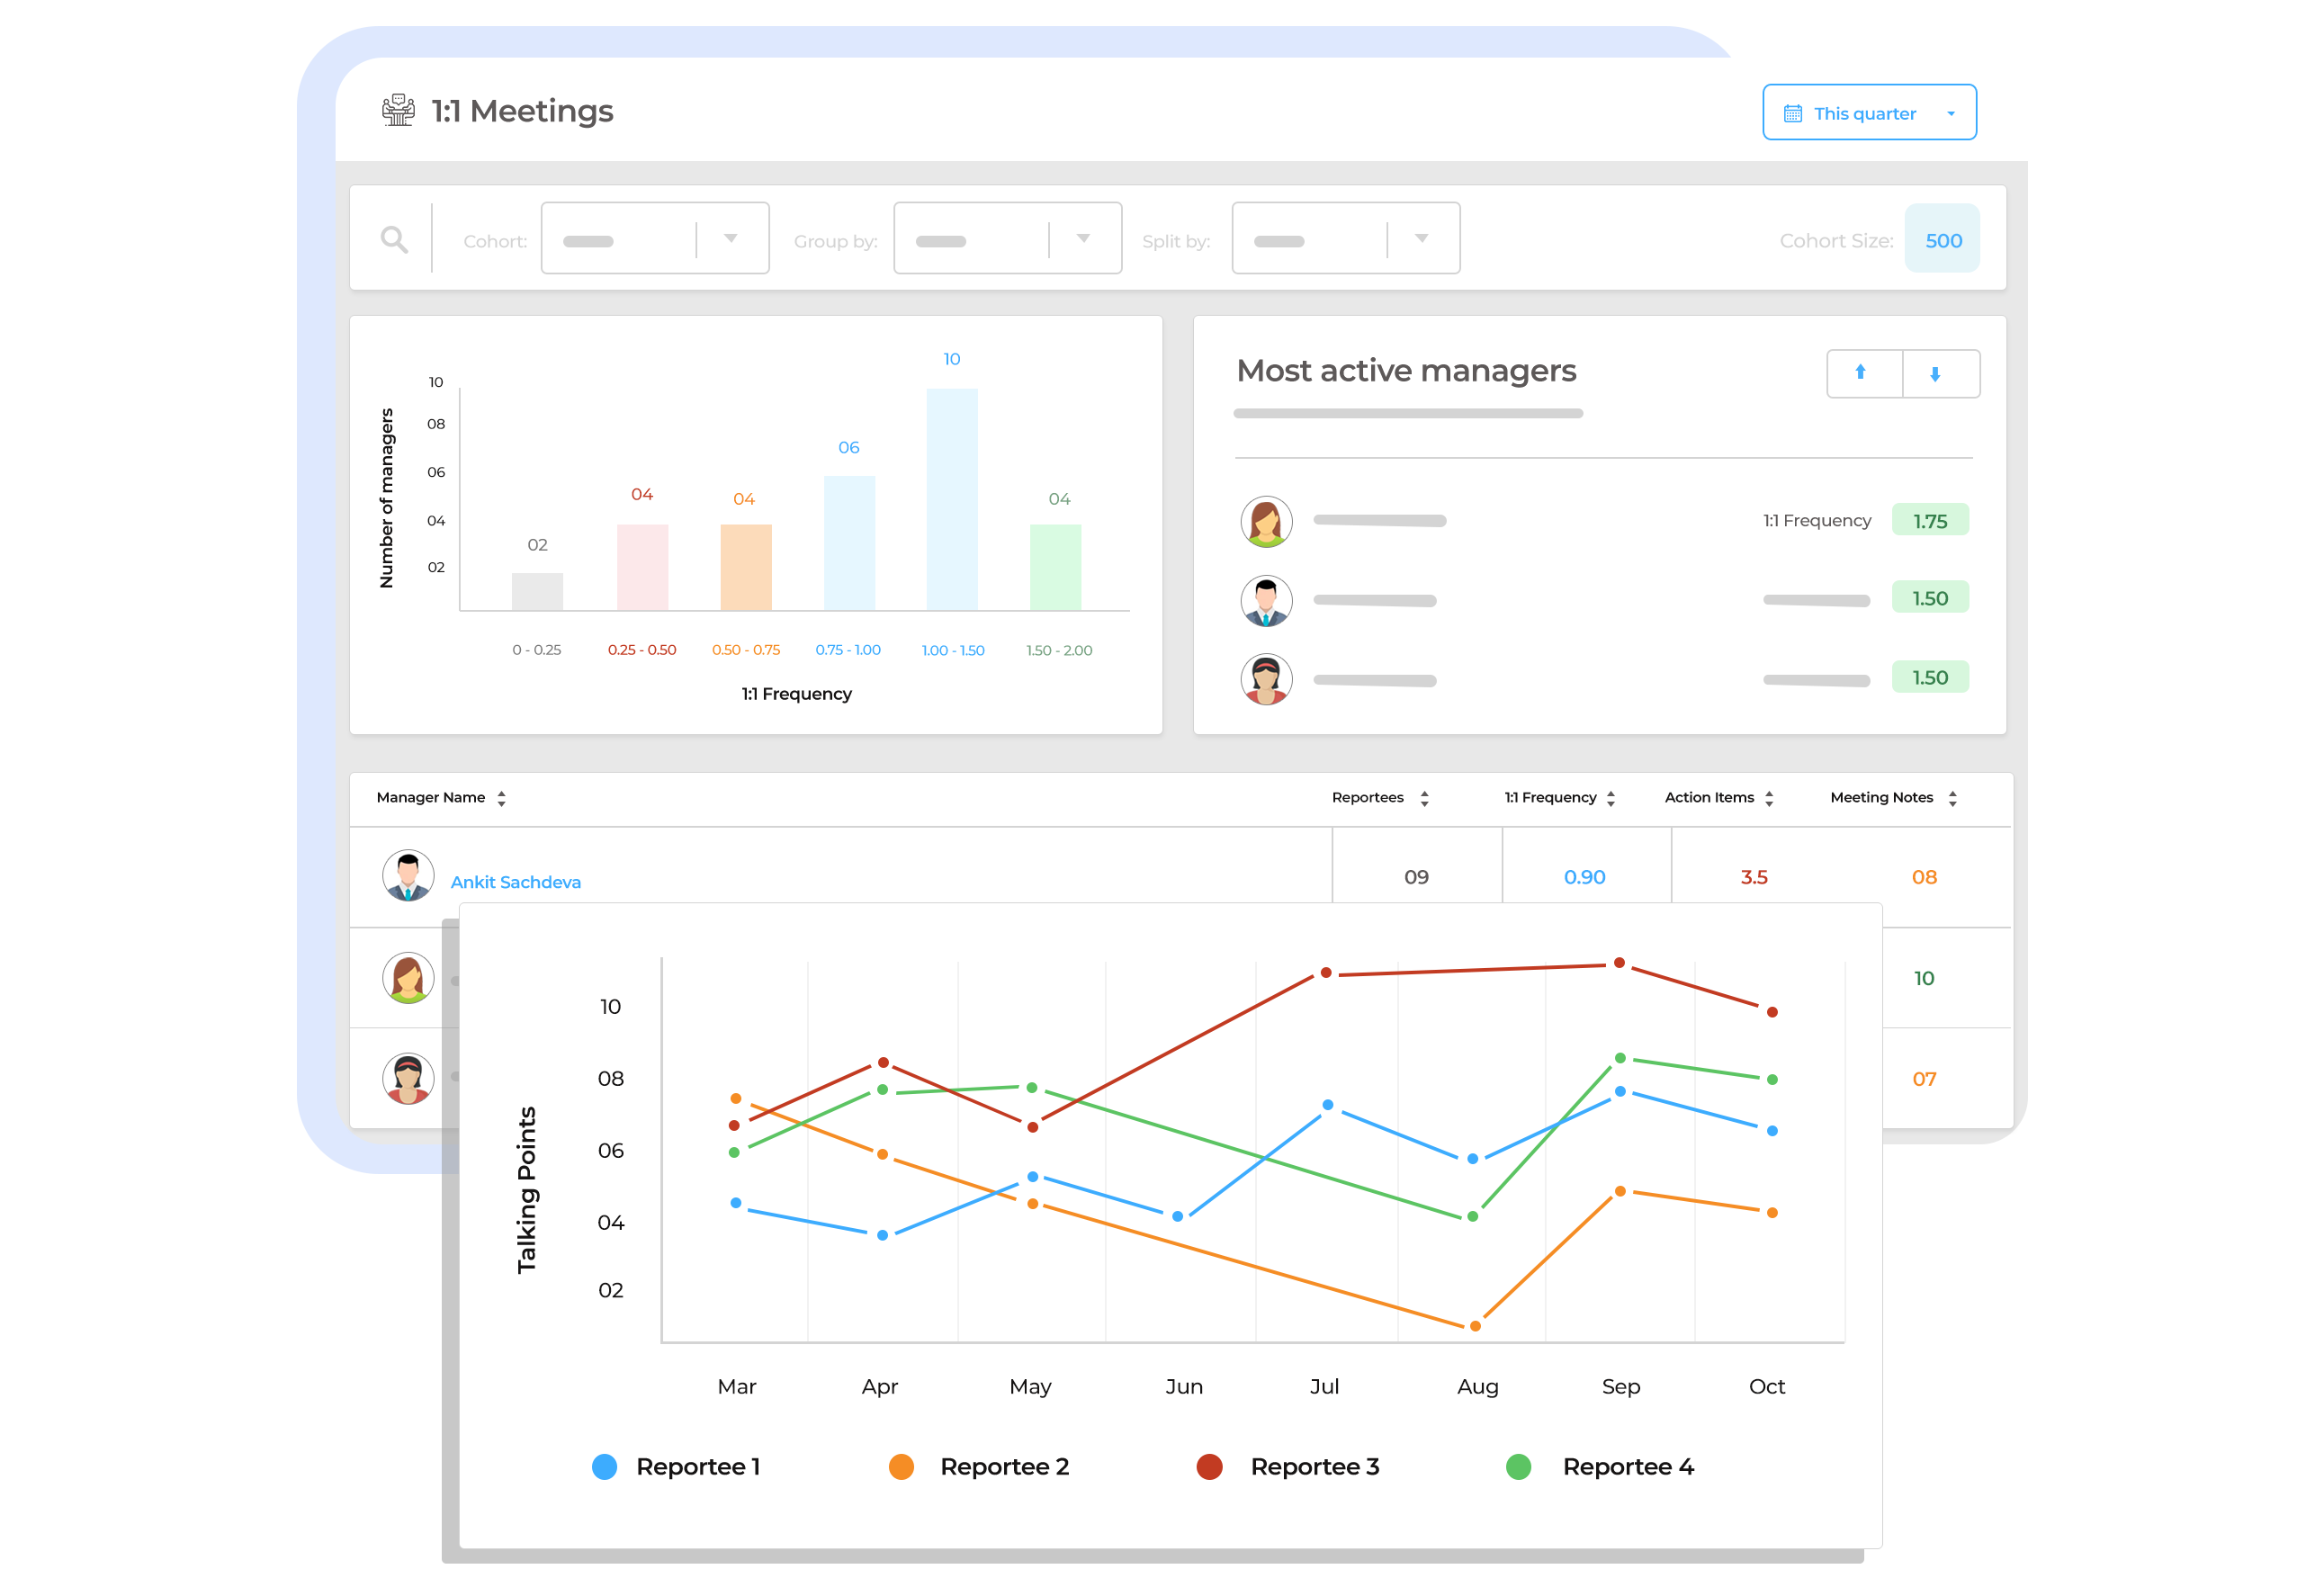 1:1 Meetings
This quarter
Cohort:
Group by:
Split by:
Cohort Size:
500
Number of managers
10
08
06
04
02
02
04
04
06
10
04
0 - 0.25
0.25 - 0.50
0.50 - 0.75
0.75 - 1.00
1.00 - 1.50
1.50 - 2.00
1:1 Frequency
Most active managers
1:1 Frequency
1.75
1.50
1.50
Manager Name
Reportees
1:1 Frequency
Action Items
Meeting Notes
Ankit Sachdeva
09
0.90
3.5
08
10
07
Talking Points
10
08
06
04
02
Mar
Apr
May
Jun
Jul
Aug
Sep
Oct
Reportee 1
Reportee 2
Reportee 3
Reportee 4